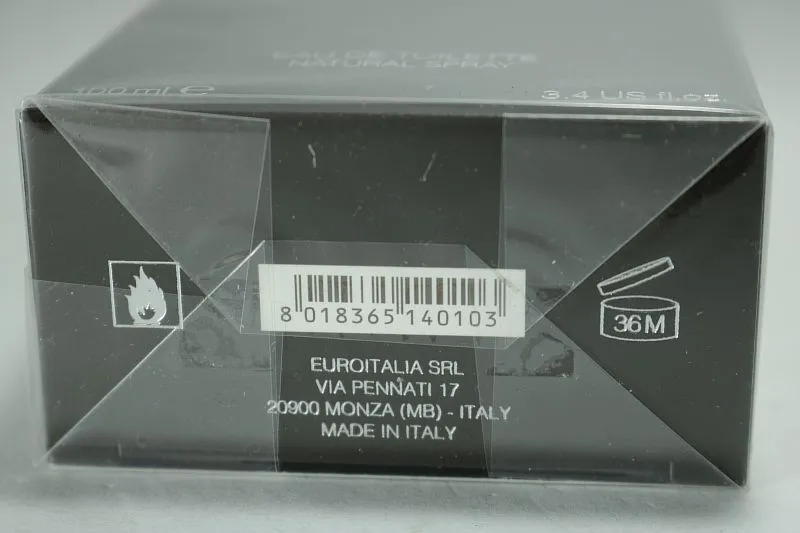 EAU DE TOILETTE
NATURAL SPRAY
100 ml e
3.4 US fl.oz.
8 018365 140103
36M
EUROITALIA SRL
VIA PENNATI 17
20900 MONZA (MB) - ITALY
MADE IN ITALY